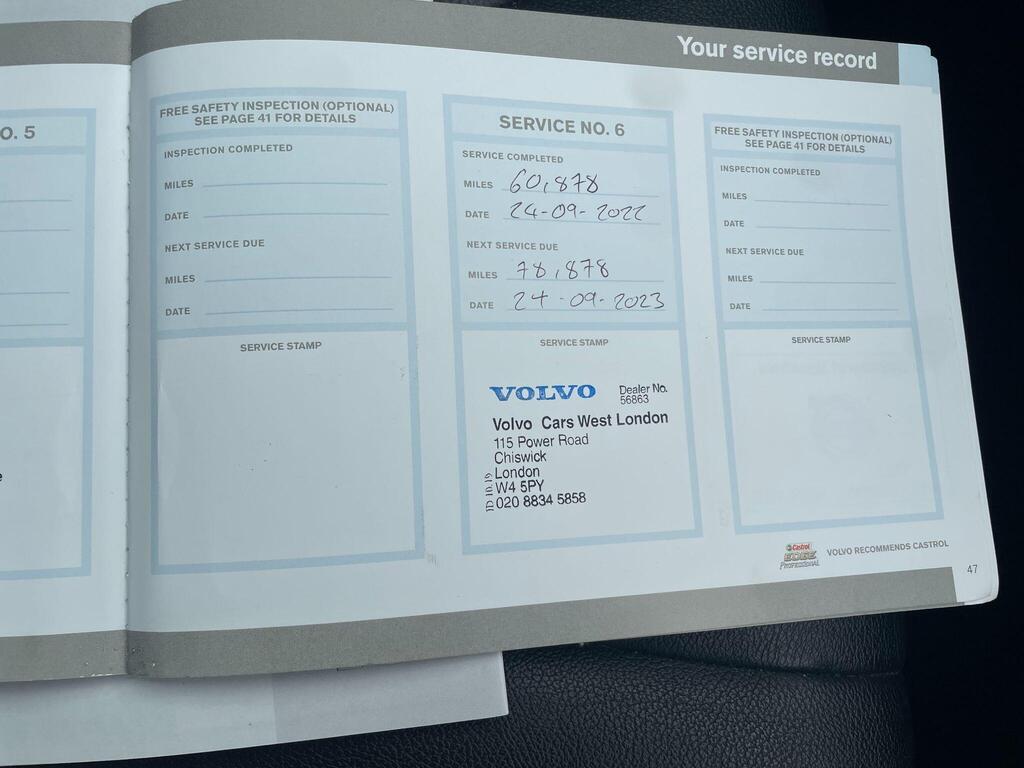 Your service record
O. 5
FREE SAFETY INSPECTION (OPTIONAL)
SEE PAGE 41 FOR DETAILS
INSPECTION COMPLETED
MILES
DATE
NEXT SERVICE DUE
MILES
DATE
SERVICE STAMP
SERVICE NO. 6
SERVICE COMPLETED
MILES 60,878
DATE 24-09-2022
NEXT SERVICE DUE
MILES 78,878
DATE 24-09-2023
SERVICE STAMP
VOLVO
Dealer No.
56863
Volvo Cars West London
115 Power Road
Chiswick
London
W4 5PY
020 8834 5858
FREE SAFETY INSPECTION (OPTIONAL)
SEE PAGE 41 FOR DETAILS
INSPECTION COMPLETED
MILES
DATE
NEXT SERVICE DUE
MILES
DATE
SERVICE STAMP
Castrol
EDGE
PROFESSIONAL
VOLVO RECOMMENDS CASTROL
47